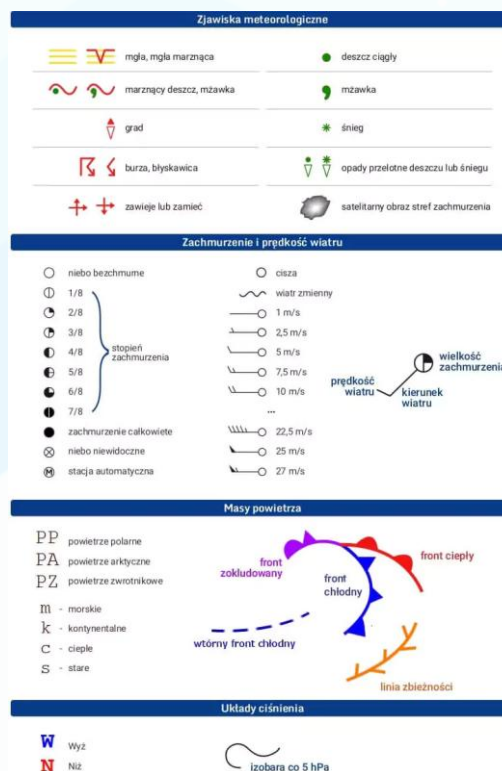 Zjawiska meteorologiczne
mgła, mgła marznąca
deszcz ciągły
marznący deszcz, mżawka
mżawka
grad
śnieg
burza, błyskawica
opady przelotne deszczu lub śniegu
zawieje lub zamieć
satelitarny obraz stref zachmurzenia
Zachmurzenie i prędkość wiatru
niebo bezchmurne
1/8
2/8
3/8
4/8
5/8
6/8
7/8
stopień
zachmurzenia
zachmurzenie całkowiete
niebo niewidoczne
M
stacja automatyczna
cisza
wiatr zmienny
1 m/s
2,5 m/s
5 m/s
7,5 m/s
10 m/s
...
22,5 m/s
25 m/s
27 m/s
wielkość
zachmurzenia
prędkość
wiatru
kierunek
wiatru
Masy powietrza
PP powietrze polarne
PA powietrze arktyczne
PZ powietrze zwrotnikowe
m - morskie
k - kontynentalne
c - ciepłe
s - stare
front
zokludowany
front
chłodny
front ciepły
wtórny front chłodny
linia zbieżności
Układy ciśnienia
W Wyż
N Niż
izobara co 5 hPa